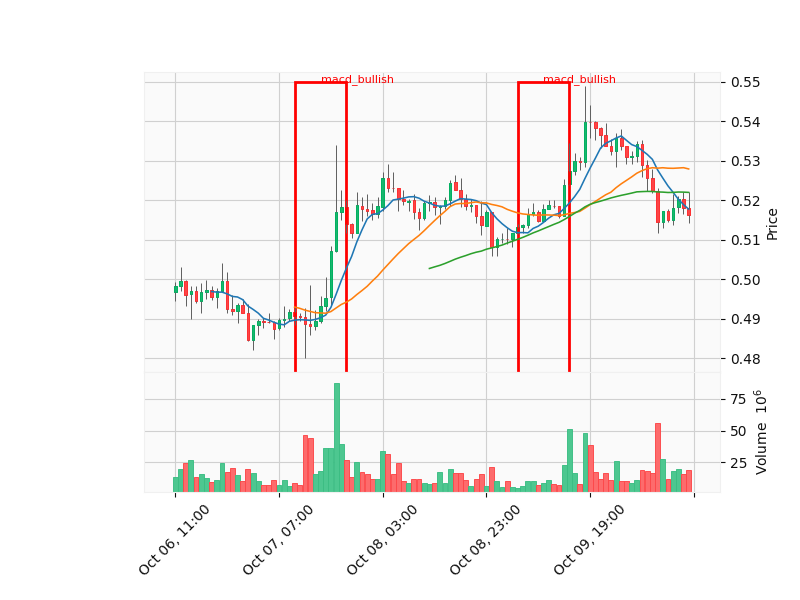 macd_bullish macd_bullish
0.55
0.54
0.53
0.52
0.51
0.50
0.49
0.48
Price
75
50
25
Volume 10^6
Oct 06, 11:00
Oct 07, 07:00
Oct 08, 03:00
Oct 08, 23:00
Oct 09, 19:00